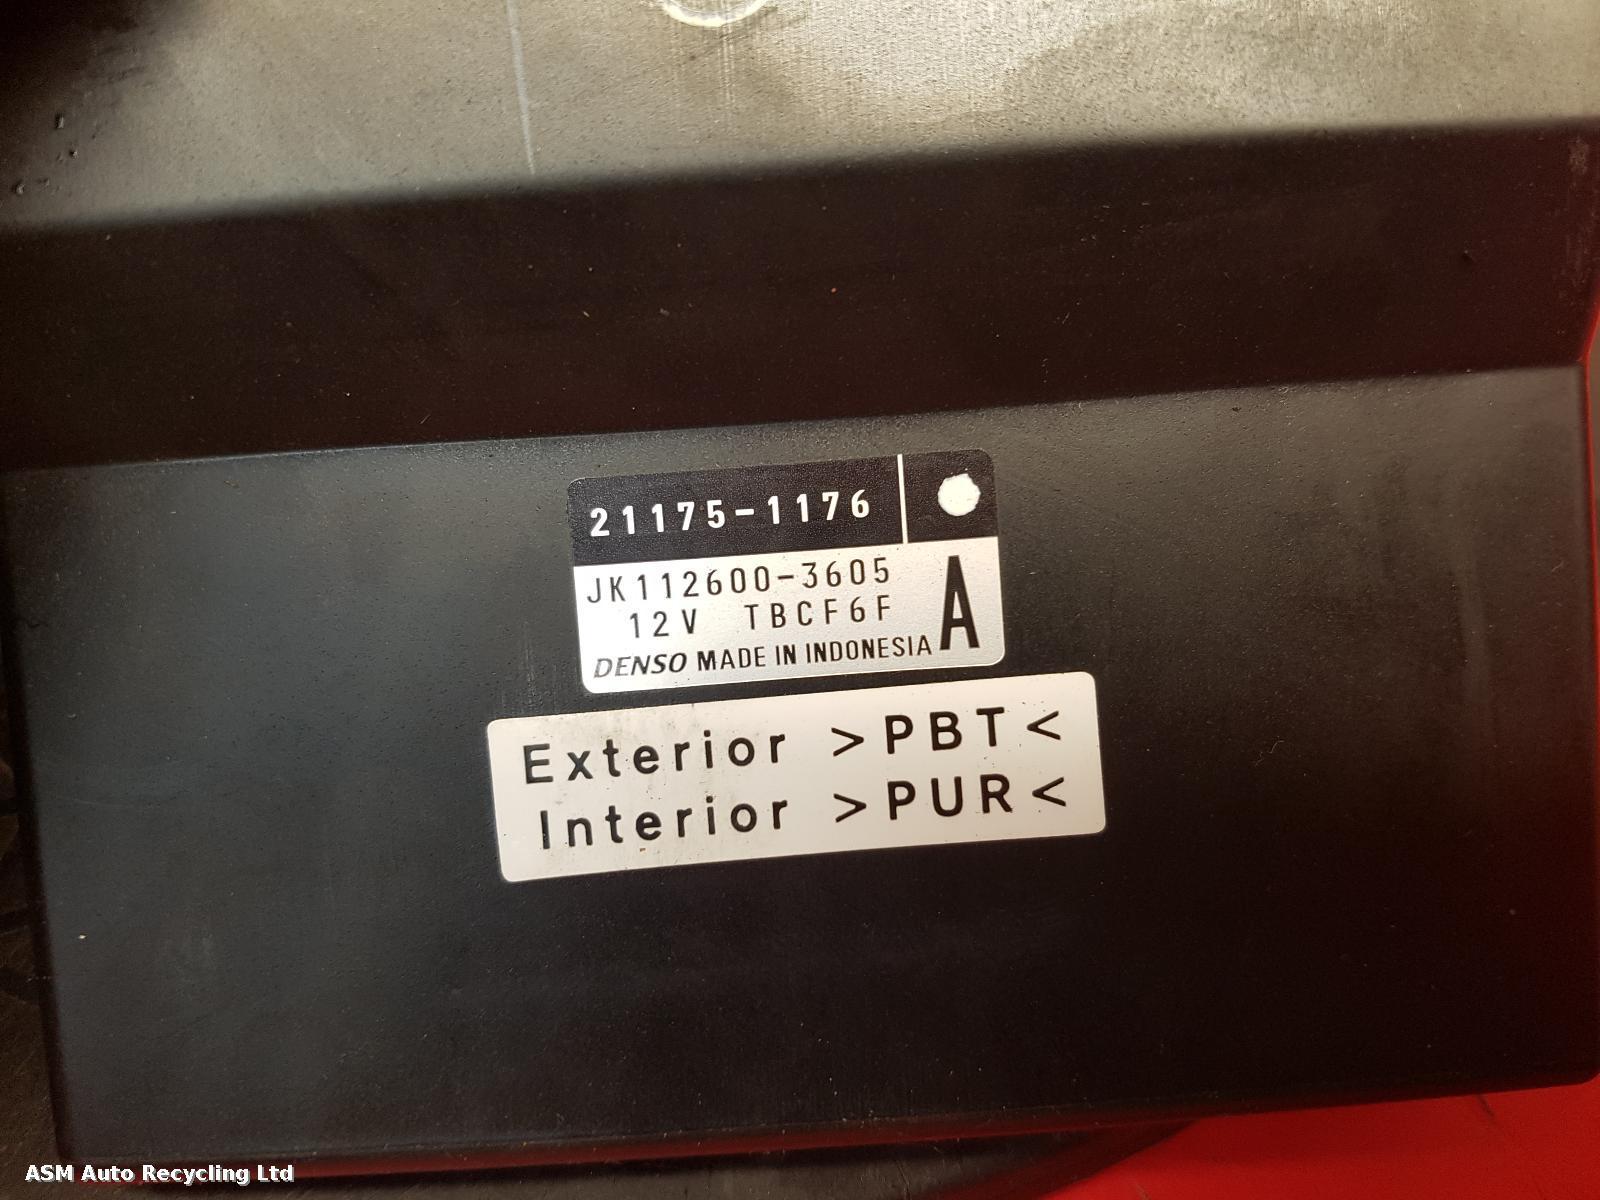 21175-1176
JK112600-3605
12V TBCF6F
A
DENSO MADE IN INDONESIA
Exterior >PBT<
Interior >PUR<
ASM Auto Recycling Ltd